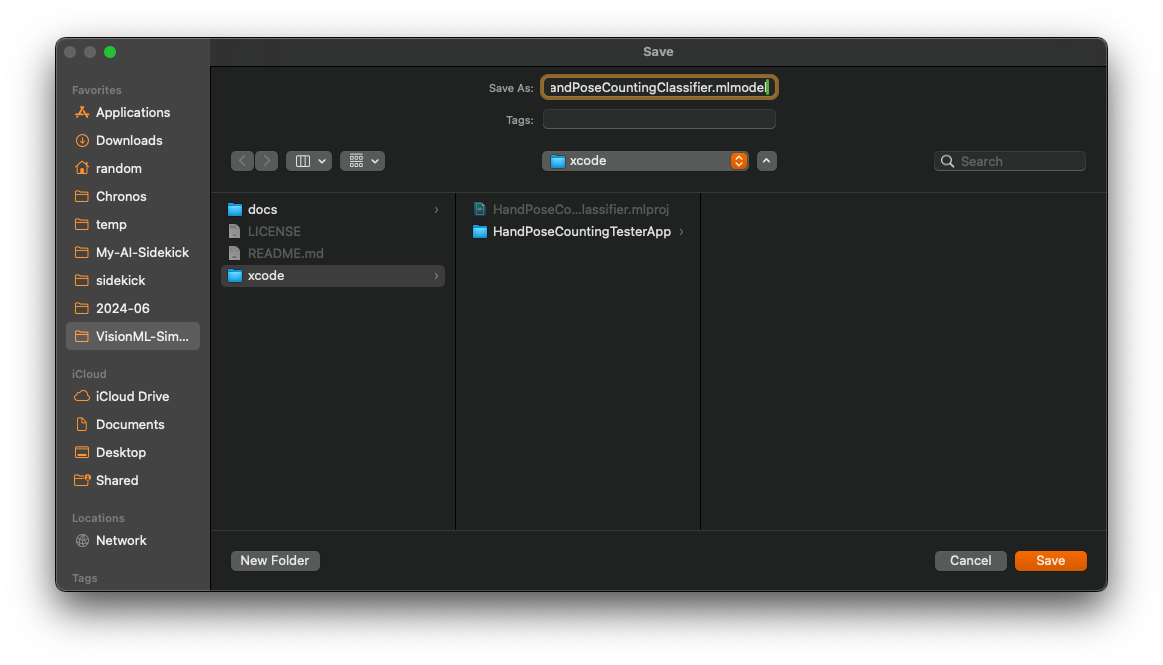 Save
Save As: andPoseCountingClassifier.mlmodel
Tags:
xcode
Search
Favorites
Applications
Downloads
random
Chronos
temp
My-AI-Sidekick
sidekick
2024-06
VisionML-Sim...
iCloud
iCloud Drive
Documents
Desktop
Shared
Locations
Network
Tags
docs
LICENSE
README.md
xcode
HandPoseCo...lassifier.mlproj
HandPoseCountingTesterApp
New Folder
Cancel
Save